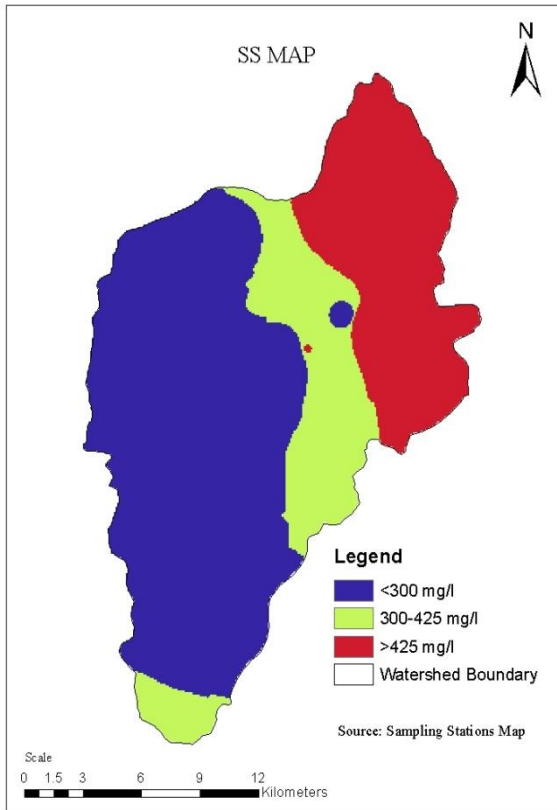 SS MAP
N
Legend
<300 mg/l
300-425 mg/l
>425 mg/l
Watershed Boundary
Source: Sampling Stations Map
Scale
0 1.5 3 6 9 12
Kilometers